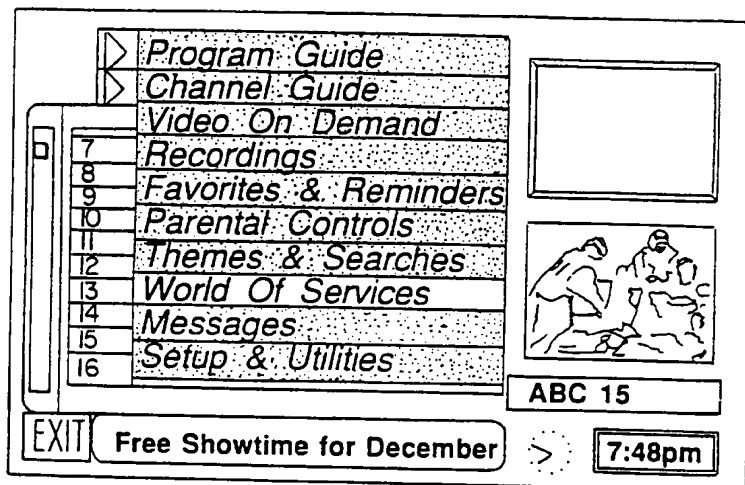 Program Guide
Channel Guide
Video On Demand
7
Recordings
8
9
Favorites & Reminders
10
Parental Controls
11
12
Themes & Searches
13
World Of Services
14
Messages
15
16
Setup & Utilities
ABC 15
EXIT
Free Showtime for December
7:48pm